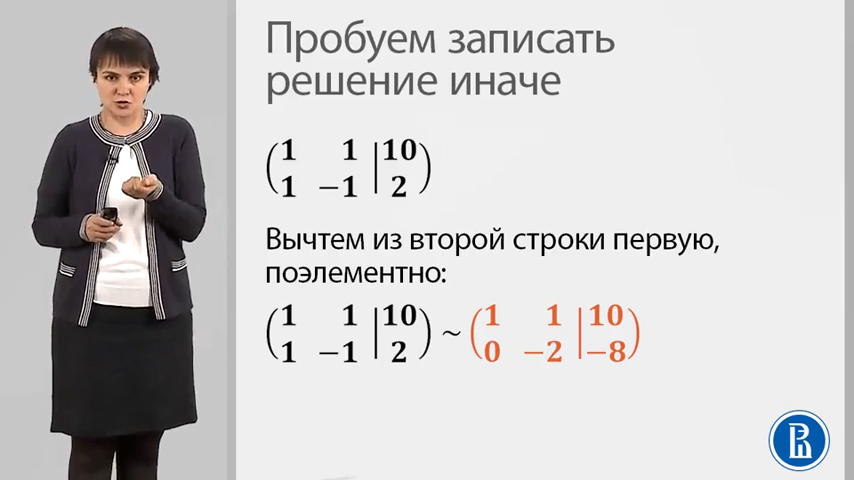 Пробуем записать
решение иначе
(1 1 | 10)
(1 −1 | 2)
Вычтем из второй строки первую,
поэлементно:
(1 1 | 10) ~ (1 1 | 10)
(1 −1 | 2) (0 −2 | −8)